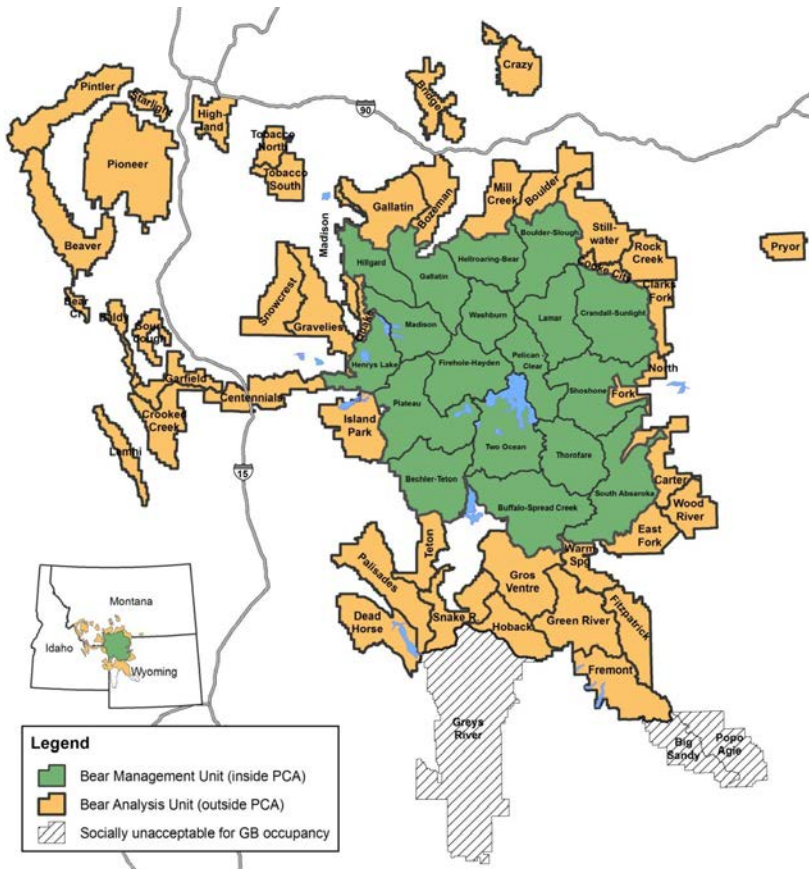 Crazy
Bridger
Pintler
Starlight
High-
land
90
Tobacco
North
Tobacco
South
Pioneer
Beaver
Bear Cr
Madison
Gallatin
Bozeman
Mill
Creek
Boulder
Still-
water
Rock
Creek
Cooke City
Clarks
Fork
Pryor
Boulder-Slough
Hilgard
Gallatin
Hellroaring-Bear
Snowcrest
Gravelies
Quake
Madison
Washburn
Lamar
Crandall-Sunlight
Baldy
Sour
dough
Garfield
Centennials
Crooked
Creek
Lemhi
15
Henrys Lake
Firehole-Hayden
Pelican -
Clear
North
Fork
Shoshone
Island
Park
Plateau
Two Ocean
Thorofare
Bechler-Teton
Buffalo-Spread Creek
South Absaroka
Carter
Wood
River
East
Fork
Warm
Spg
Teton
Palisades
Dead
Horse
Snake R.
Gros
Ventre
Hoback
Green River
Fitzpatrick
Fremont
Greys
River
Big
Sandy
Popo
Agie
Montana
Idaho
Wyoming
Legend
Bear Management Unit (inside PCA)
Bear Analysis Unit (outside PCA)
Socially unacceptable for GB occupancy